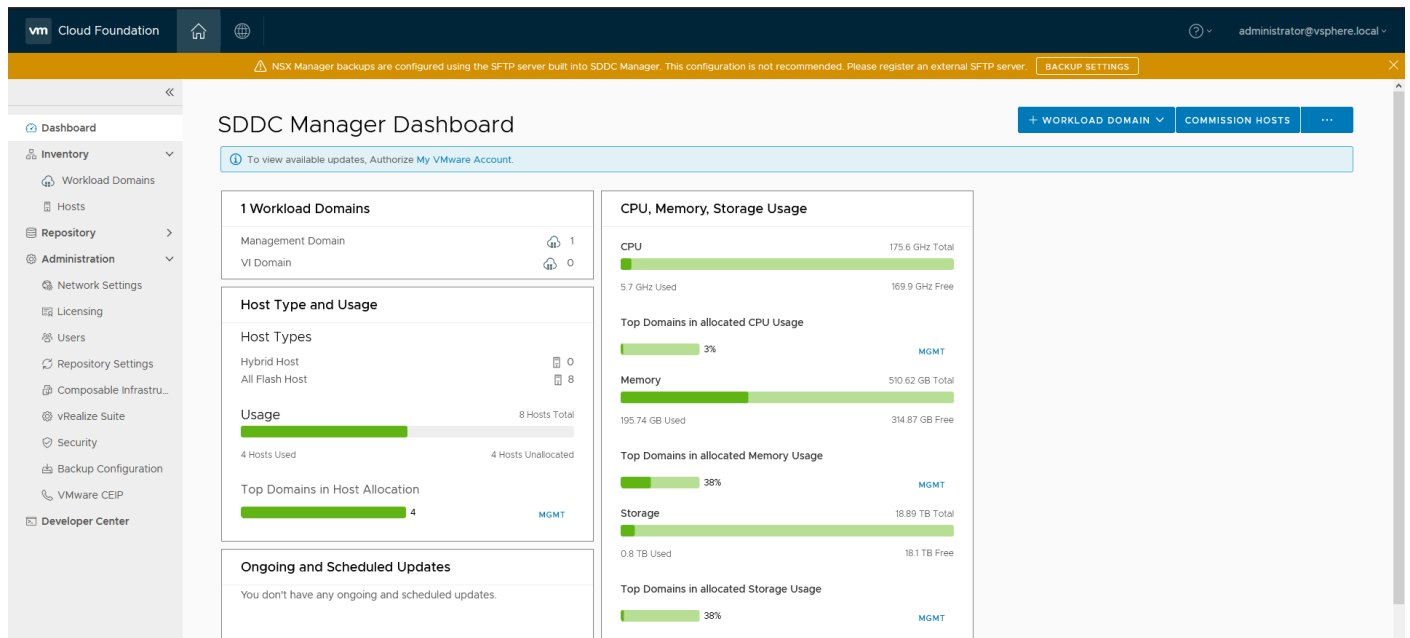 vm Cloud Foundation
administrator@vsphere.local
NSX Manager backups are configured using the SFTP server built into SDDC Manager. This configuration is not recommended. Please register an external SFTP server. BACKUP SETTINGS
Dashboard
Inventory
Workload Domains
Hosts
Repository
Administration
Network Settings
Licensing
Users
Repository Settings
Composable Infrastru...
vRealize Suite
Security
Backup Configuration
VMware CEIP
Developer Center
SDDC Manager Dashboard
+ WORKLOAD DOMAIN
COMMISSION HOSTS
...
To view available updates, Authorize My VMware Account.
1 Workload Domains
Management Domain 1
VI Domain 0
Host Type and Usage
Host Types
Hybrid Host 0
All Flash Host 8
Usage 8 Hosts Total
4 Hosts Used 4 Hosts Unallocated
Top Domains in Host Allocation
4 MGMT
Ongoing and Scheduled Updates
You don't have any ongoing and scheduled updates.
CPU, Memory, Storage Usage
CPU 175.6 GHz Total
5.7 GHz Used 169.9 GHz Free
Top Domains in allocated CPU Usage
3% MGMT
Memory 510.62 GB Total
195.74 GB Used 314.87 GB Free
Top Domains in allocated Memory Usage
38% MGMT
Storage 18.89 TB Total
0.8 TB Used 18.1 TB Free
Top Domains in allocated Storage Usage
38% MGMT